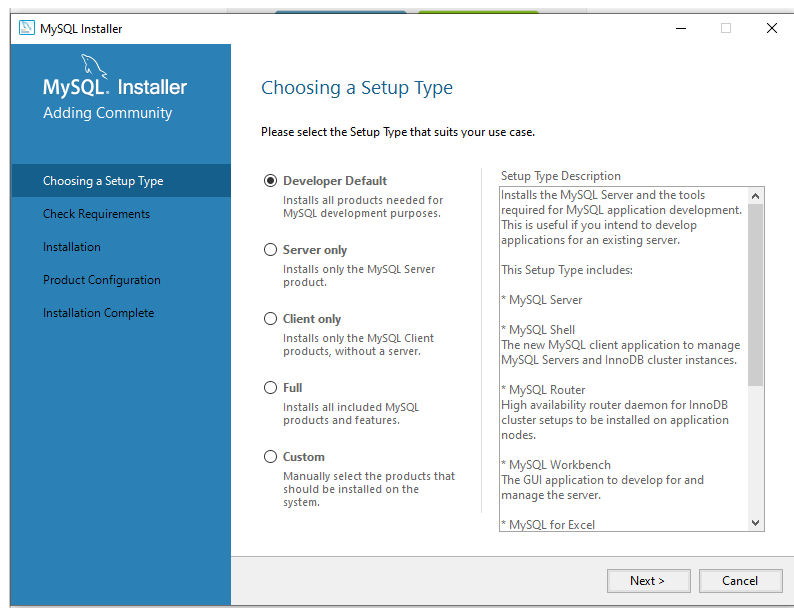 MySQL Installer
MySQL. Installer
Adding Community
Choosing a Setup Type
Check Requirements
Installation
Product Configuration
Installation Complete
Choosing a Setup Type
Please select the Setup Type that suits your use case.
Developer Default
Installs all products needed for
MySQL development purposes.
Server only
Installs only the MySQL Server
product.
Client only
Installs only the MySQL Client
products, without a server.
Full
Installs all included MySQL
products and features.
Custom
Manually select the products that
should be installed on the
system.
Setup Type Description
Installs the MySQL Server and the tools
required for MySQL application development.
This is useful if you intend to develop
applications for an existing server.
This Setup Type includes:
* MySQL Server
* MySQL Shell
The new MySQL client application to manage
MySQL Servers and InnoDB cluster instances.
* MySQL Router
High availability router daemon for InnoDB
cluster setups to be installed on application
nodes.
* MySQL Workbench
The GUI application to develop for and
manage the server.
* MySQL for Excel
Next >
Cancel